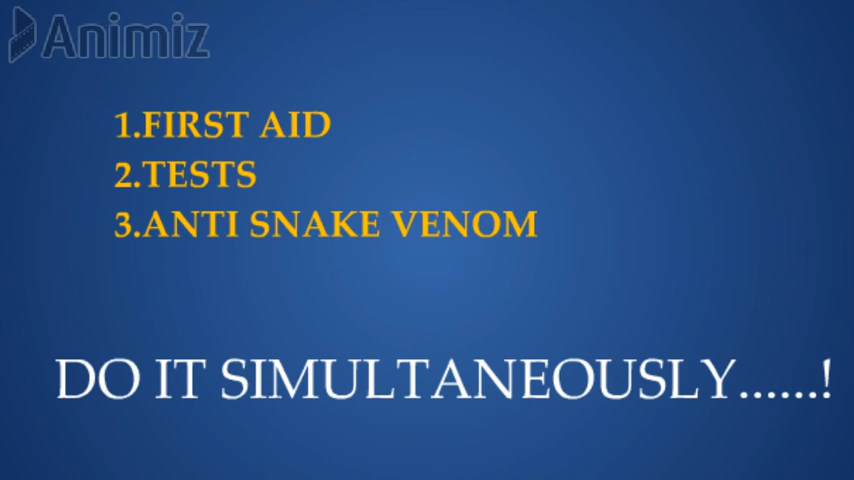 Animiz
1.FIRST AID
2.TESTS
3.ANTI SNAKE VENOM
DO IT SIMULTANEOUSLY......!